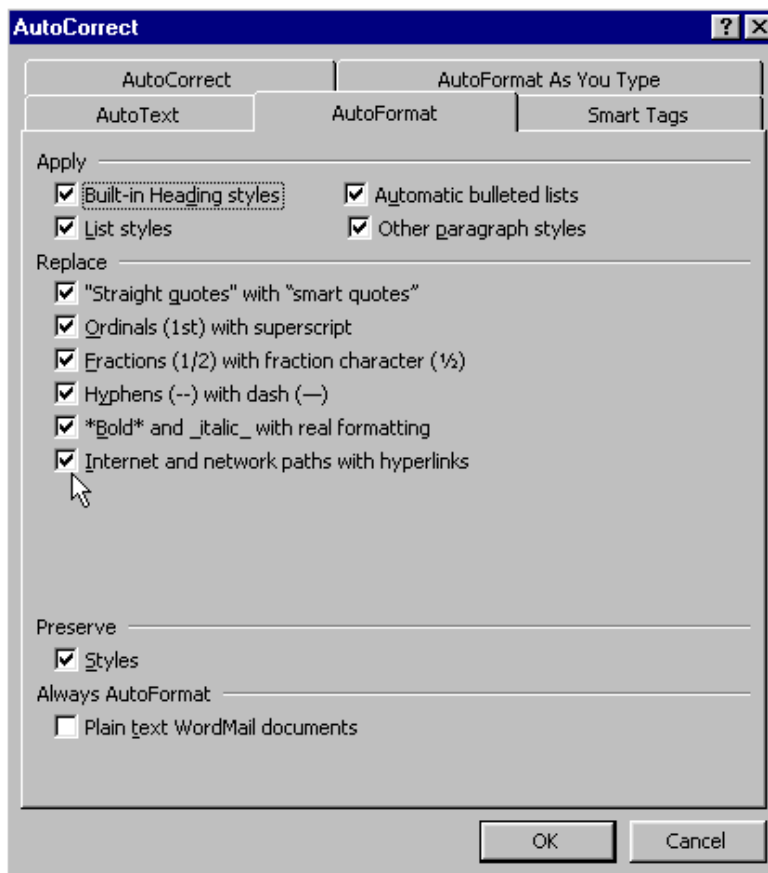 AutoCorrect
AutoCorrect AutoFormat As You Type
AutoText AutoFormat Smart Tags
Apply
Built-in Heading styles Automatic bulleted lists
List styles Other paragraph styles
Replace
"Straight quotes" with “smart quotes”
Ordinals (1st) with superscript
Fractions (1/2) with fraction character (½)
Hyphens (--) with dash (—)
*Bold* and _italic_ with real formatting
Internet and network paths with hyperlinks
Preserve
Styles
Always AutoFormat
Plain text WordMail documents
OK Cancel